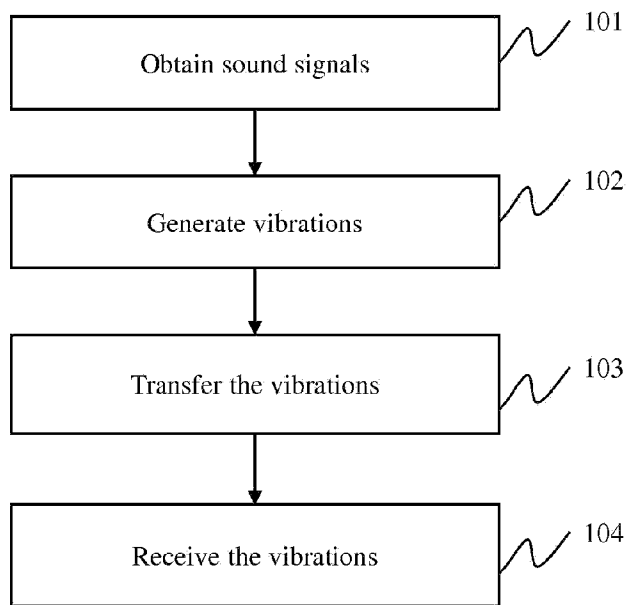 101
Obtain sound signals
102
Generate vibrations
103
Transfer the vibrations
104
Receive the vibrations